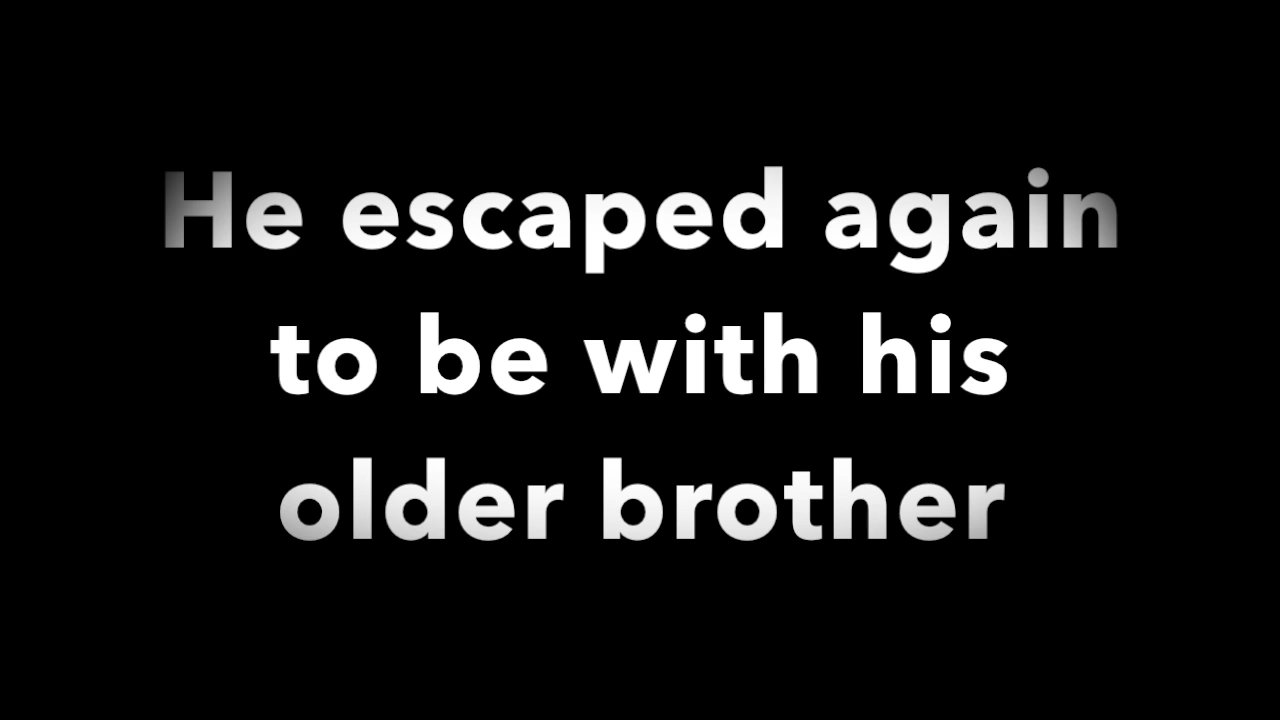 He escaped again
to be with his
older brother